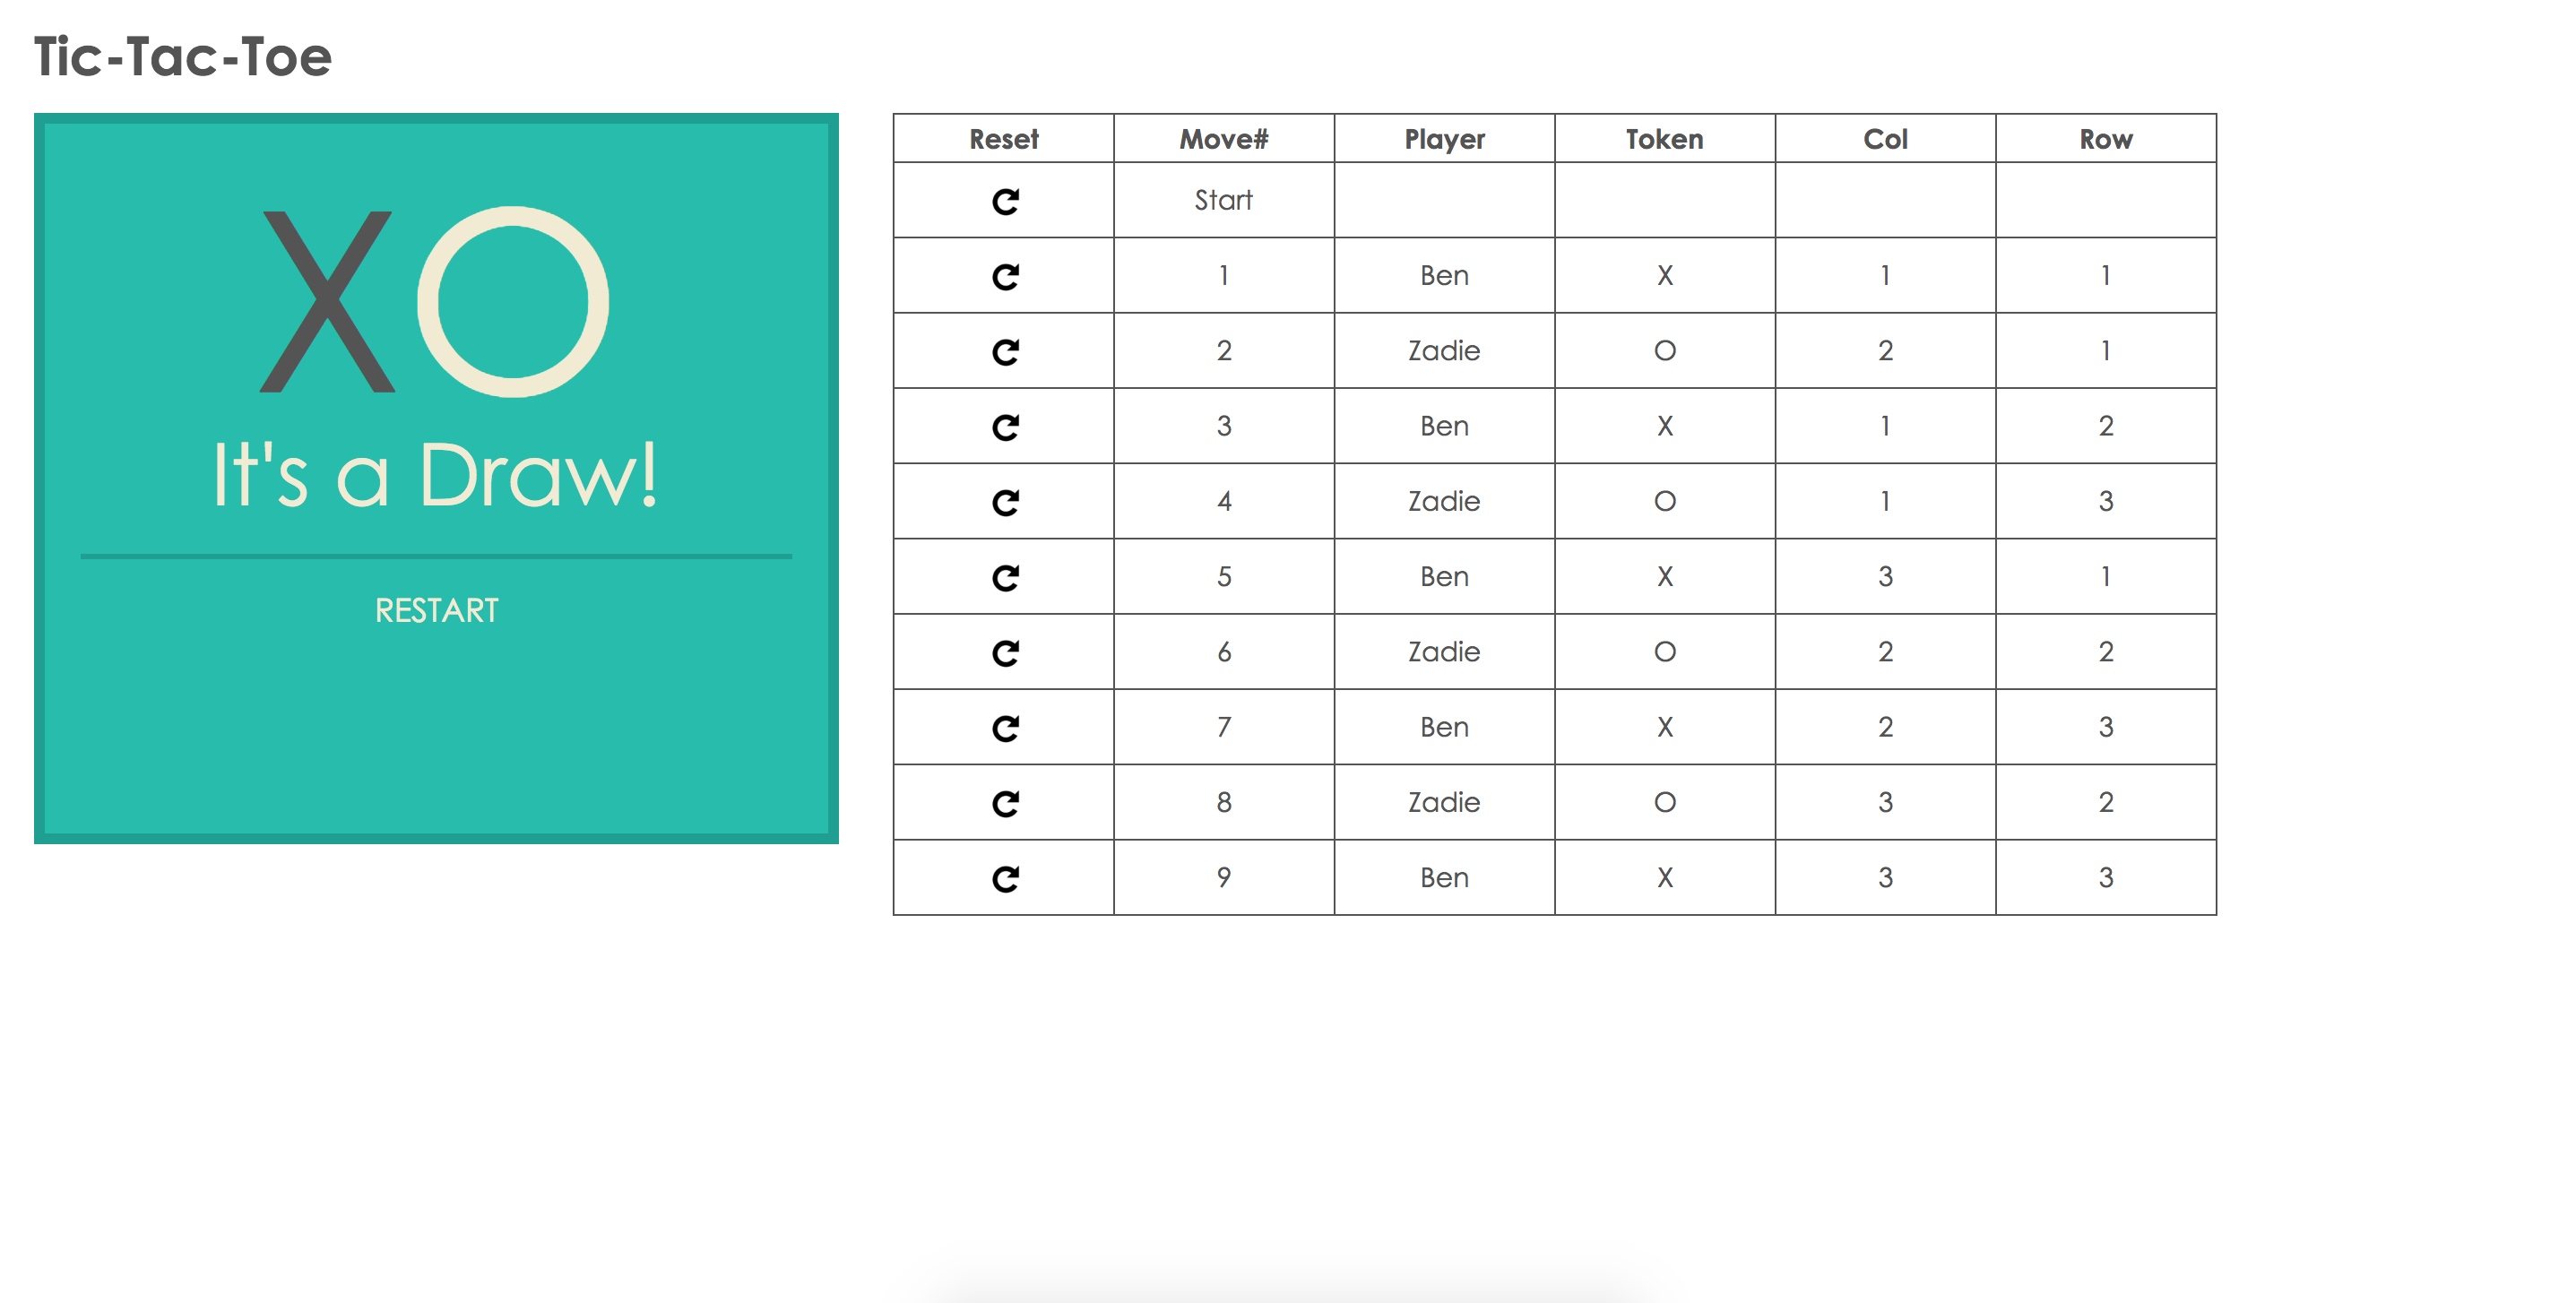 Tic-Tac-Toe
XO
It's a Draw!
RESTART
Reset Move# Player Token Col Row
Start
1 Ben X 1 1
2 Zadie O 2 1
3 Ben X 1 2
4 Zadie O 1 3
5 Ben X 3 1
6 Zadie O 2 2
7 Ben X 2 3
8 Zadie O 3 2
9 Ben X 3 3